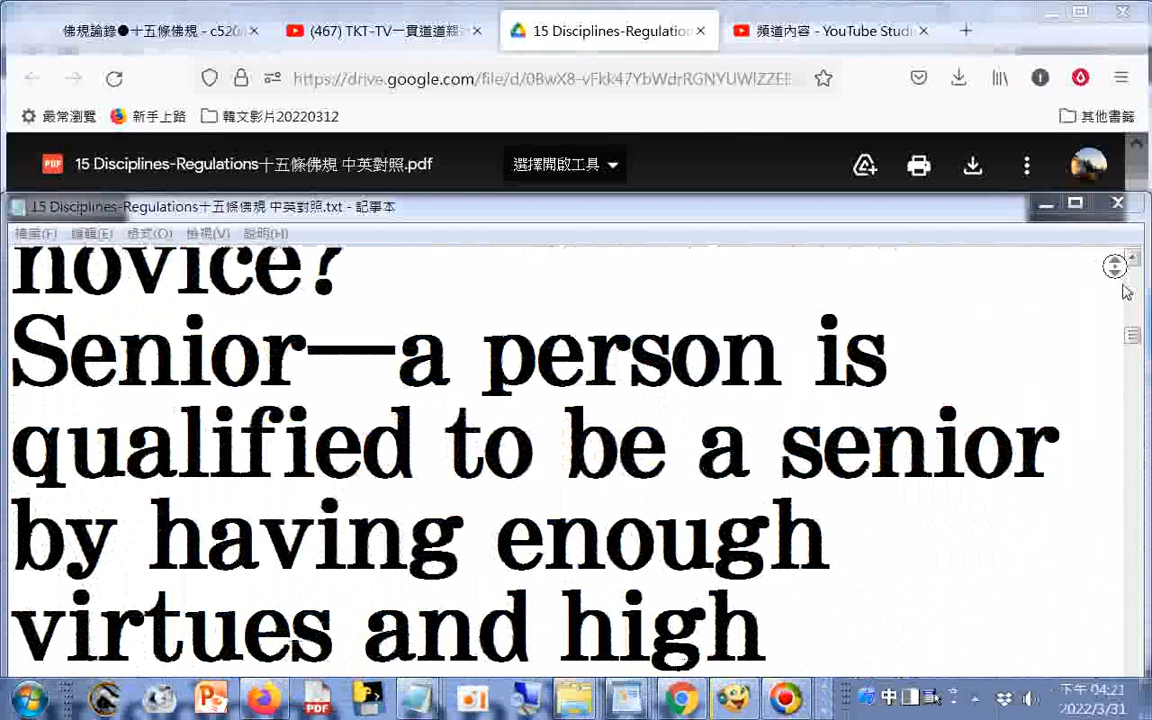 佛規諭錄●十五條佛規 - c520
(467) TKT-TV一貫道道親
15 Disciplines-Regulation
頻道內容 - YouTube Studi
https://drive.google.com/file/d/0BwX8-vFkk47YbWdrRGNYUWlZZEE
最常瀏覽
新手上路
韓文影片20220312
其他書籤
PDF
15 Disciplines-Regulations十五條佛規 中英對照.pdf
選擇開啟工具
15 Disciplines-Regulations十五條佛規 中英對照.txt - 記事本
檔案(F) 編輯(E) 格式(O) 檢視(V) 說明(H)
novice?
Senior—a person is
qualified to be a senior
by having enough
virtues and high
PDF
中
下午 04:21
2022/3/31